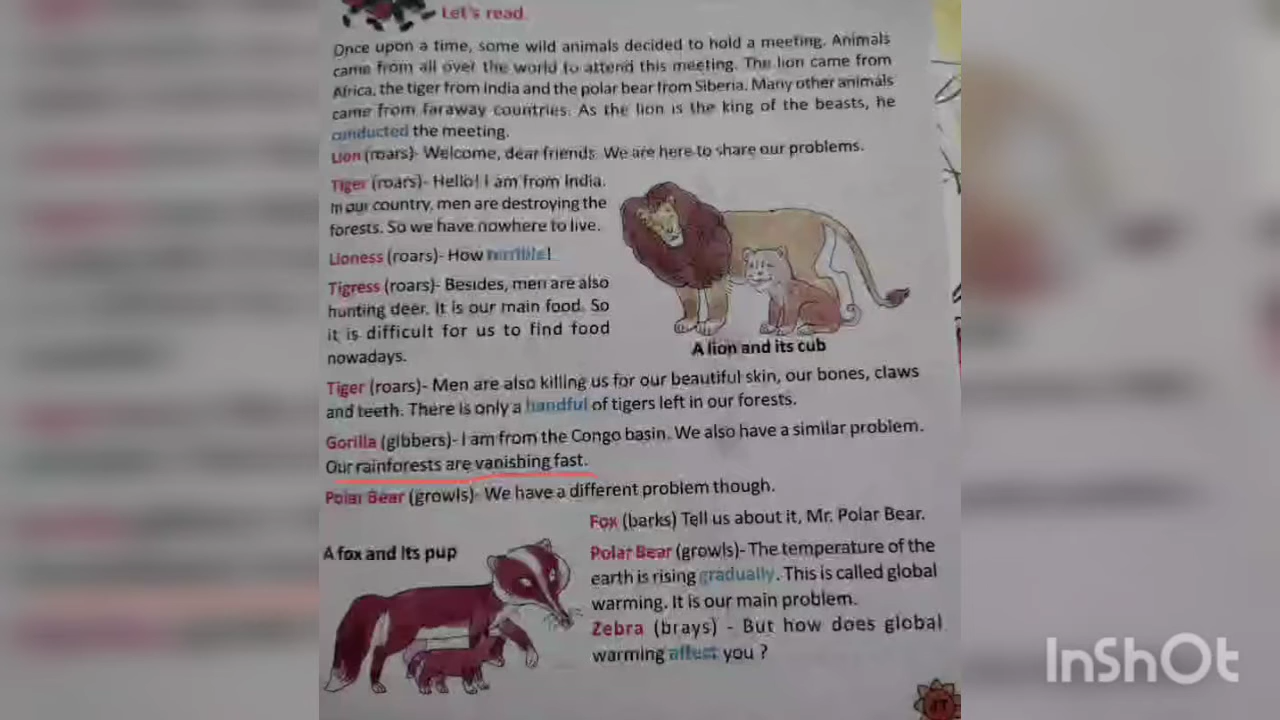 Let's read.
Once upon a time, some wild animals decided to hold a meeting. Animals
came from all over the world to attend this meeting. The lion came from
Africa, the tiger from India and the polar bear from Siberia. Many other animals
came from faraway countries. As the lion is the king of the beasts, he
conducted the meeting.
Lion (roars)- Welcome, dear friends. We are here to share our problems.
Tiger (roars)- Hello! I am from India.
In our country, men are destroying the
forests. So we have nowhere to live.
Lioness (roars)- How horrible!
Tigress (roars)- Besides, men are also
hunting deer. It is our main food. So
it is difficult for us to find food
nowadays.
A lion and its cub
Tiger (roars)- Men are also killing us for our beautiful skin, our bones, claws
and teeth. There is only a handful of tigers left in our forests.
Gorilla (gibbers)- I am from the Congo basin. We also have a similar problem.
Our rainforests are vanishing fast.
Polar Bear (growls)- We have a different problem though.
Fox (barks) Tell us about it, Mr. Polar Bear.
A fox and its pup
Polar Bear (growls)- The temperature of the
earth is rising gradually. This is called global
warming. It is our main problem.
Zebra (brays) - But how does global
warming affect you ?
InShOt